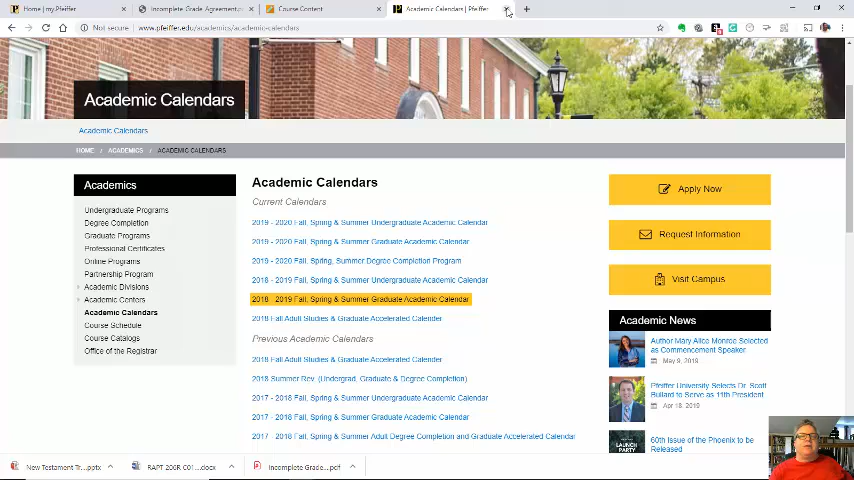 Home | my.Pfeiffer
Incomplete Grade Agreement
Course Content
Academic Calendars | Pfeiffer
Not secure
www.pfeiffer.edu/academics/academic-calendars
Academic Calendars
Academic Calendars
HOME / ACADEMICS / ACADEMIC CALENDARS
Academics
Undergraduate Programs
Degree Completion
Graduate Programs
Professional Certificates
Online Programs
Partnership Program
Academic Divisions
Academic Centers
Academic Calendars
Course Schedule
Course Catalogs
Office of the Registrar
Academic Calendars
Current Calendars
2019 - 2020 Fall, Spring & Summer Undergraduate Academic Calendar
2019 - 2020 Fall, Spring & Summer Graduate Academic Calendar
2019 - 2020 Fall, Spring, Summer Degree Completion Program
2018 - 2019 Fall, Spring & Summer Undergraduate Academic Calendar
2018 - 2019 Fall, Spring & Summer Graduate Academic Calendar
2018 Fall Adult Studies & Graduate Accelerated Calender
Previous Academic Calendars
2018 Fall Adult Studies & Graduate Accelerated Calender
2018 Summer Rev. (Undergrad, Graduate & Degree Completion)
2017 - 2018 Fall, Spring & Summer Undergraduate Academic Calendar
2017 - 2018 Fall, Spring & Summer Graduate Academic Calendar
2017 - 2018 Fall, Spring & Summer Adult Degree Completion and Graduate Accelerated Calendar
Apply Now
Request Information
Visit Campus
Academic News
Author Mary Alice Monroe Selected
as Commencement Speaker
May 9, 2019
Pfeiffer University Selects Dr. Scott
Bullard to Serve as 11th President
Apr 18, 2019
LAUNCH
PARTY
60th Issue of the Phoenix to be
Released
New Testament Tr....pptx
RAPT 200R C01....docx
Incomplete Grade....pdf